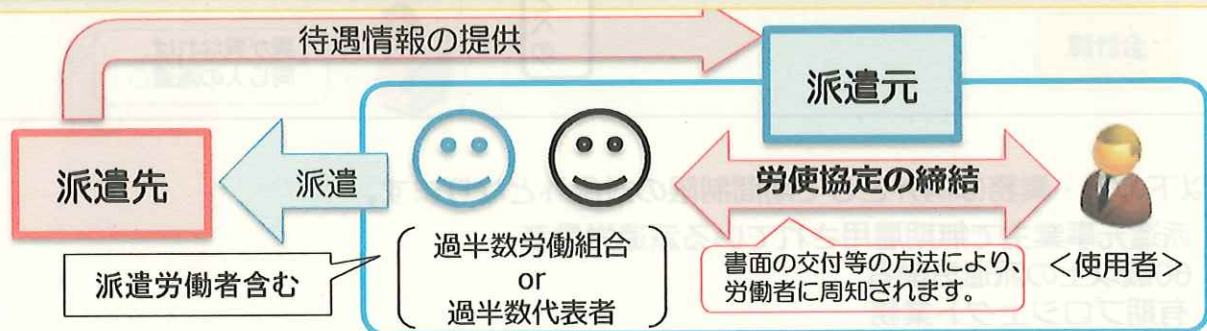 待遇情報の提供
派遣元
派遣先
派遣
労使協定の締結
過半数労働組合
or
過半数代表者
派遣労働者含む
書面の交付等の方法により、
労働者に周知されます。
<使用者>